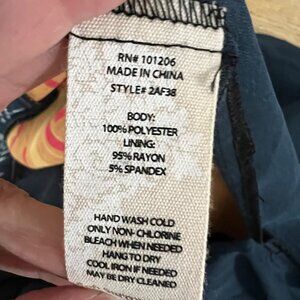 RN# 101206
MADE IN CHINA
STYLE# 2AF38
BODY:
100% POLYESTER
LINING:
95% RAYON
5% SPANDEX
HAND WASH COLD
ONLY NON- CHLORINE
BLEACH WHEN NEEDED
HANG TO DRY
COOL IRON IF NEEDED
MAY BE DRY CLEANED